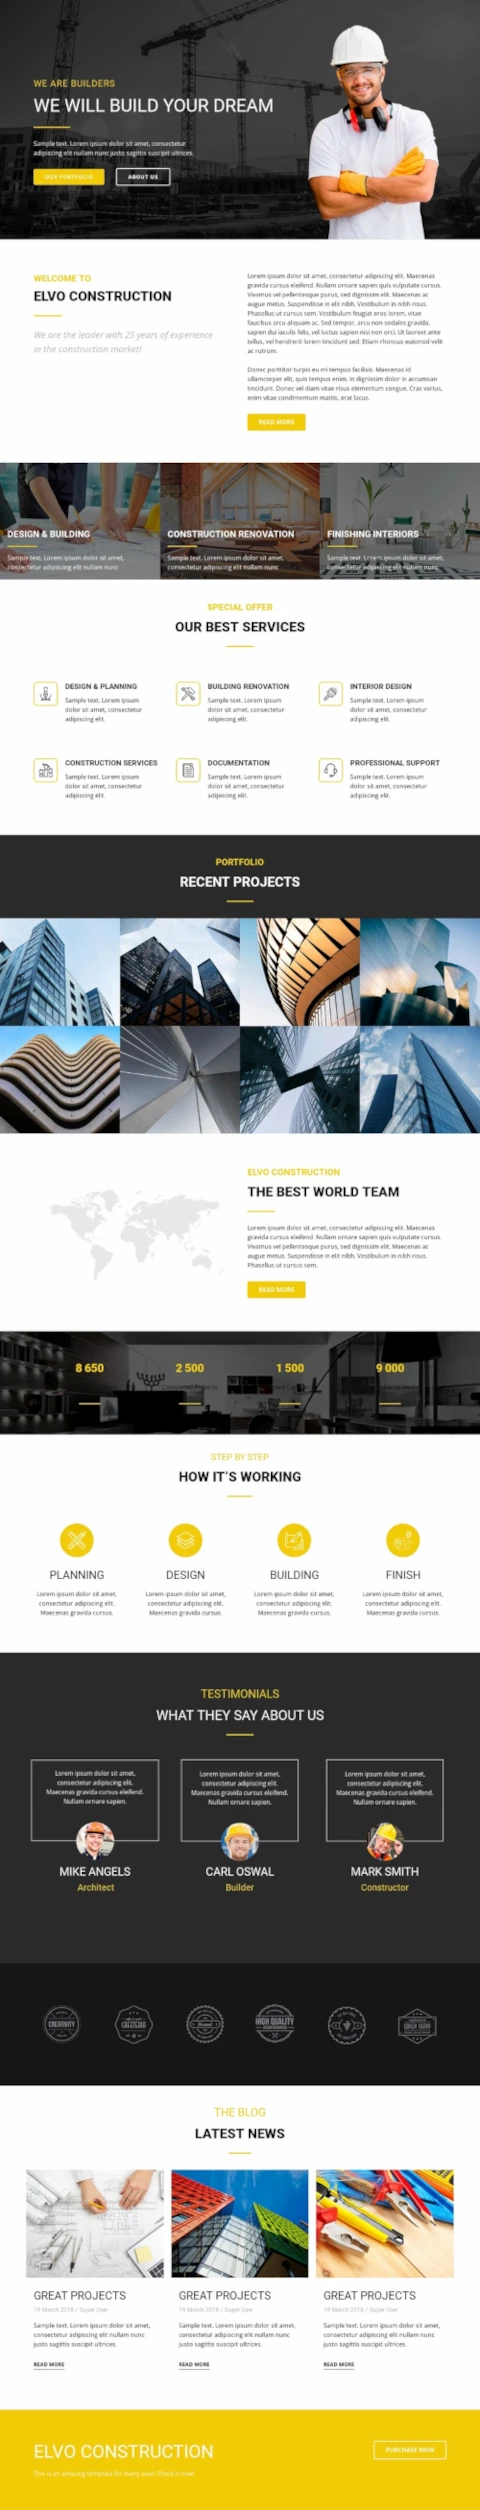 WE ARE BUILDERS
WE WILL BUILD YOUR DREAM
Sample text. Lorem ipsum dolor sit amet, consectetur
adipiscing elit nullam nunc justo sagittis suscipit ultrices.
OUR PORTFOLIO
ABOUT US
WELCOME TO
ELVO CONSTRUCTION
We are the leader with 25 years of experience
in the construction market!
Lorem ipsum dolor sit amet, consectetur adipiscing elit. Maecenas
gravida cursus eleifend. Nullam ornare sapien quis vulputate cursus.
Vivamus vel pellentesque purus, sed dignissim elit. Maecenas ac
augue metus. Suspendisse et nibh. Vestibulum in nibh risus.
Phasellus ut cursus sem. Vestibulum feugiat eros lorem, vitae
faucibus arcu aliquam ac. Sed tempor, arcu non sodales gravida,
sapien dui iaculis felis, vel luctus sapien nisi non orci. Ut laoreet ante
tellus, vel hendrerit lorem tincidunt sed. Etiam rhoncus euismod velit
ac rutrum.
Donec porttitor turpis eu mi tempus facilisis. Maecenas id
ullamcorper elit, quis tempus enim. In dignissim dolor in accumsan
tincidunt. Donec vel diam vitae risus elementum congue. Cras varius,
enim vitae condimentum mattis, erat lacus.
READ MORE
DESIGN & BUILDING
Sample text. Lorem ipsum dolor sit amet,
consectetur adipiscing elit nullam nunc
CONSTRUCTION RENOVATION
Sample text. Lorem ipsum dolor sit amet,
consectetur adipiscing elit nullam nunc
FINISHING INTERIORS
Sample text. Lorem ipsum dolor sit amet,
consectetur adipiscing elit nullam nunc
SPECIAL OFFER
OUR BEST SERVICES
DESIGN & PLANNING
Sample text. Lorem ipsum
dolor sit amet, consectetur
adipiscing elit.
BUILDING RENOVATION
Sample text. Lorem ipsum
dolor sit amet, consectetur
adipiscing elit.
INTERIOR DESIGN
Sample text. Lorem ipsum
dolor sit amet, consectetur
adipiscing elit.
CONSTRUCTION SERVICES
Sample text. Lorem ipsum
dolor sit amet, consectetur
adipiscing elit.
DOCUMENTATION
Sample text. Lorem ipsum
dolor sit amet, consectetur
adipiscing elit.
PROFESSIONAL SUPPORT
Sample text. Lorem ipsum
dolor sit amet, consectetur
adipiscing elit.
PORTFOLIO
RECENT PROJECTS
ELVO CONSTRUCTION
THE BEST WORLD TEAM
Lorem ipsum dolor sit amet, consectetur adipiscing elit. Maecenas
gravida cursus eleifend. Nullam ornare sapien quis vulputate cursus.
Vivamus vel pellentesque purus, sed dignissim elit. Maecenas ac
augue metus. Suspendisse et nibh. Vestibulum in nibh risus.
Phasellus ut cursus sem.
READ MORE
8 650
2 500
1 500
9 000
Completed Projects
STEP BY STEP
HOW IT'S WORKING
PLANNING
Lorem ipsum dolor sit amet,
consectetur adipiscing elit.
Maecenas gravida cursus.
DESIGN
Lorem ipsum dolor sit amet,
consectetur adipiscing elit.
Maecenas gravida cursus.
BUILDING
Lorem ipsum dolor sit amet,
consectetur adipiscing elit.
Maecenas gravida cursus.
FINISH
Lorem ipsum dolor sit amet,
consectetur adipiscing elit.
Maecenas gravida cursus.
TESTIMONIALS
WHAT THEY SAY ABOUT US
Lorem ipsum dolor sit amet,
consectetur adipiscing elit.
Maecenas gravida cursus eleifend.
Nullam ornare sapien.
MIKE ANGELS
Architect
Lorem ipsum dolor sit amet,
consectetur adipiscing elit.
Maecenas gravida cursus eleifend.
Nullam ornare sapien.
CARL OSWAL
Builder
Lorem ipsum dolor sit amet,
consectetur adipiscing elit.
Maecenas gravida cursus eleifend.
Nullam ornare sapien.
MARK SMITH
Constructor
CREATIVITY
HIGH QUALITY
THE BLOG
LATEST NEWS
GREAT PROJECTS
19 March 2018 / Super User
Sample text. Lorem ipsum dolor sit amet,
consectetur adipiscing elit nullam nunc
justo sagittis suscipit ultrices.
READ MORE
GREAT PROJECTS
19 March 2018 / Super User
Sample text. Lorem ipsum dolor sit amet,
consectetur adipiscing elit nullam nunc
justo sagittis suscipit ultrices.
READ MORE
GREAT PROJECTS
19 March 2018 / Super User
Sample text. Lorem ipsum dolor sit amet,
consectetur adipiscing elit nullam nunc
justo sagittis suscipit ultrices.
READ MORE
ELVO CONSTRUCTION
This is an amazing template for many uses! Check it now!
PURCHASE NOW